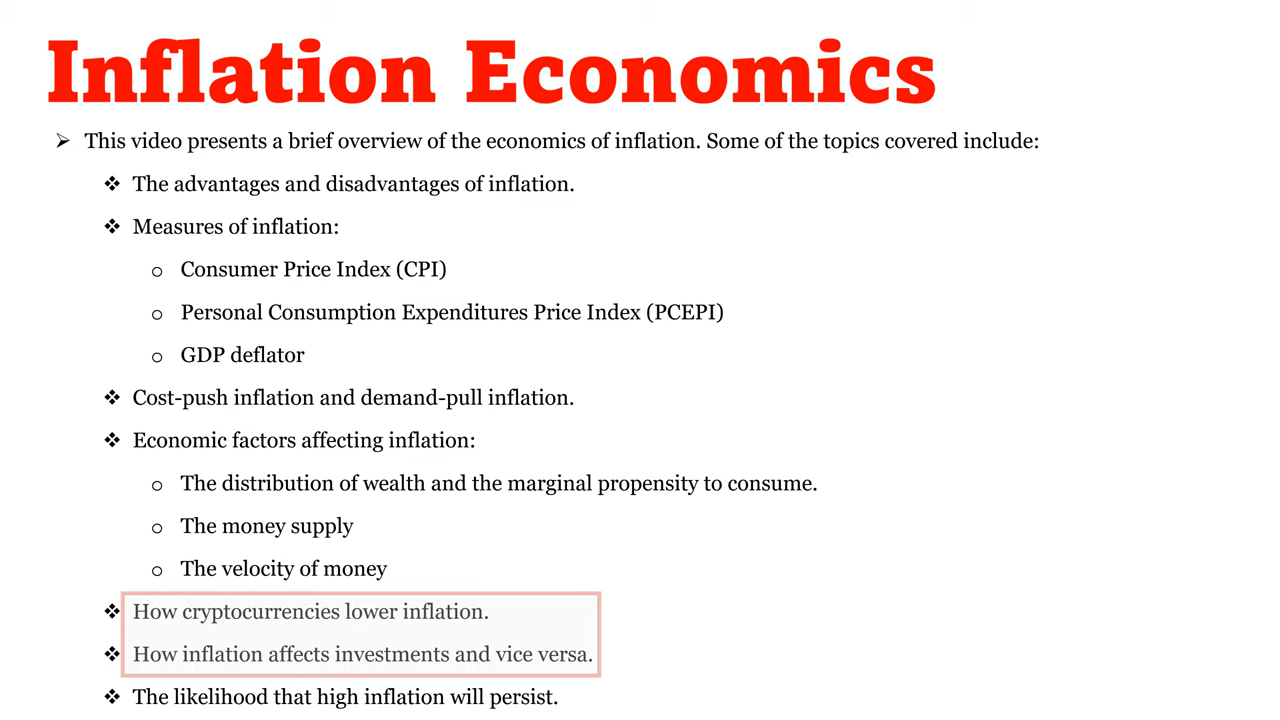 Inflation Economics
➢ This video presents a brief overview of the economics of inflation. Some of the topics covered include:
❖ The advantages and disadvantages of inflation.
❖ Measures of inflation:
o Consumer Price Index (CPI)
o Personal Consumption Expenditures Price Index (PCEPI)
o GDP deflator
❖ Cost-push inflation and demand-pull inflation.
❖ Economic factors affecting inflation:
o The distribution of wealth and the marginal propensity to consume.
o The money supply
o The velocity of money
❖ How cryptocurrencies lower inflation.
❖ How inflation affects investments and vice versa.
❖ The likelihood that high inflation will persist.